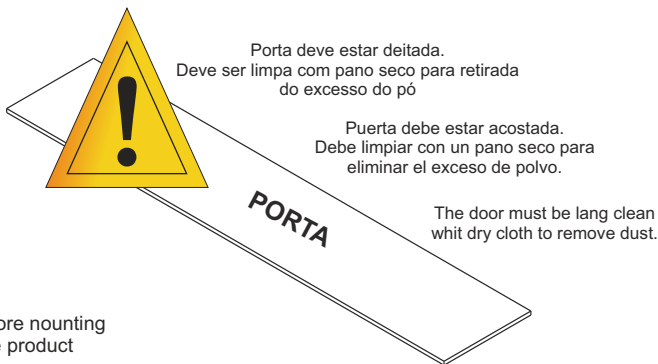 Porta deve estar deitada.
Deve ser limpa com pano seco para retirada
do excesso do pó
Puerta debe estar acostada.
Debe limpiar con un pano seco para
eliminar el exceso de polvo.
The door must be lang clean
whit dry cloth to remove dust.
PORTA
ore nounting
product